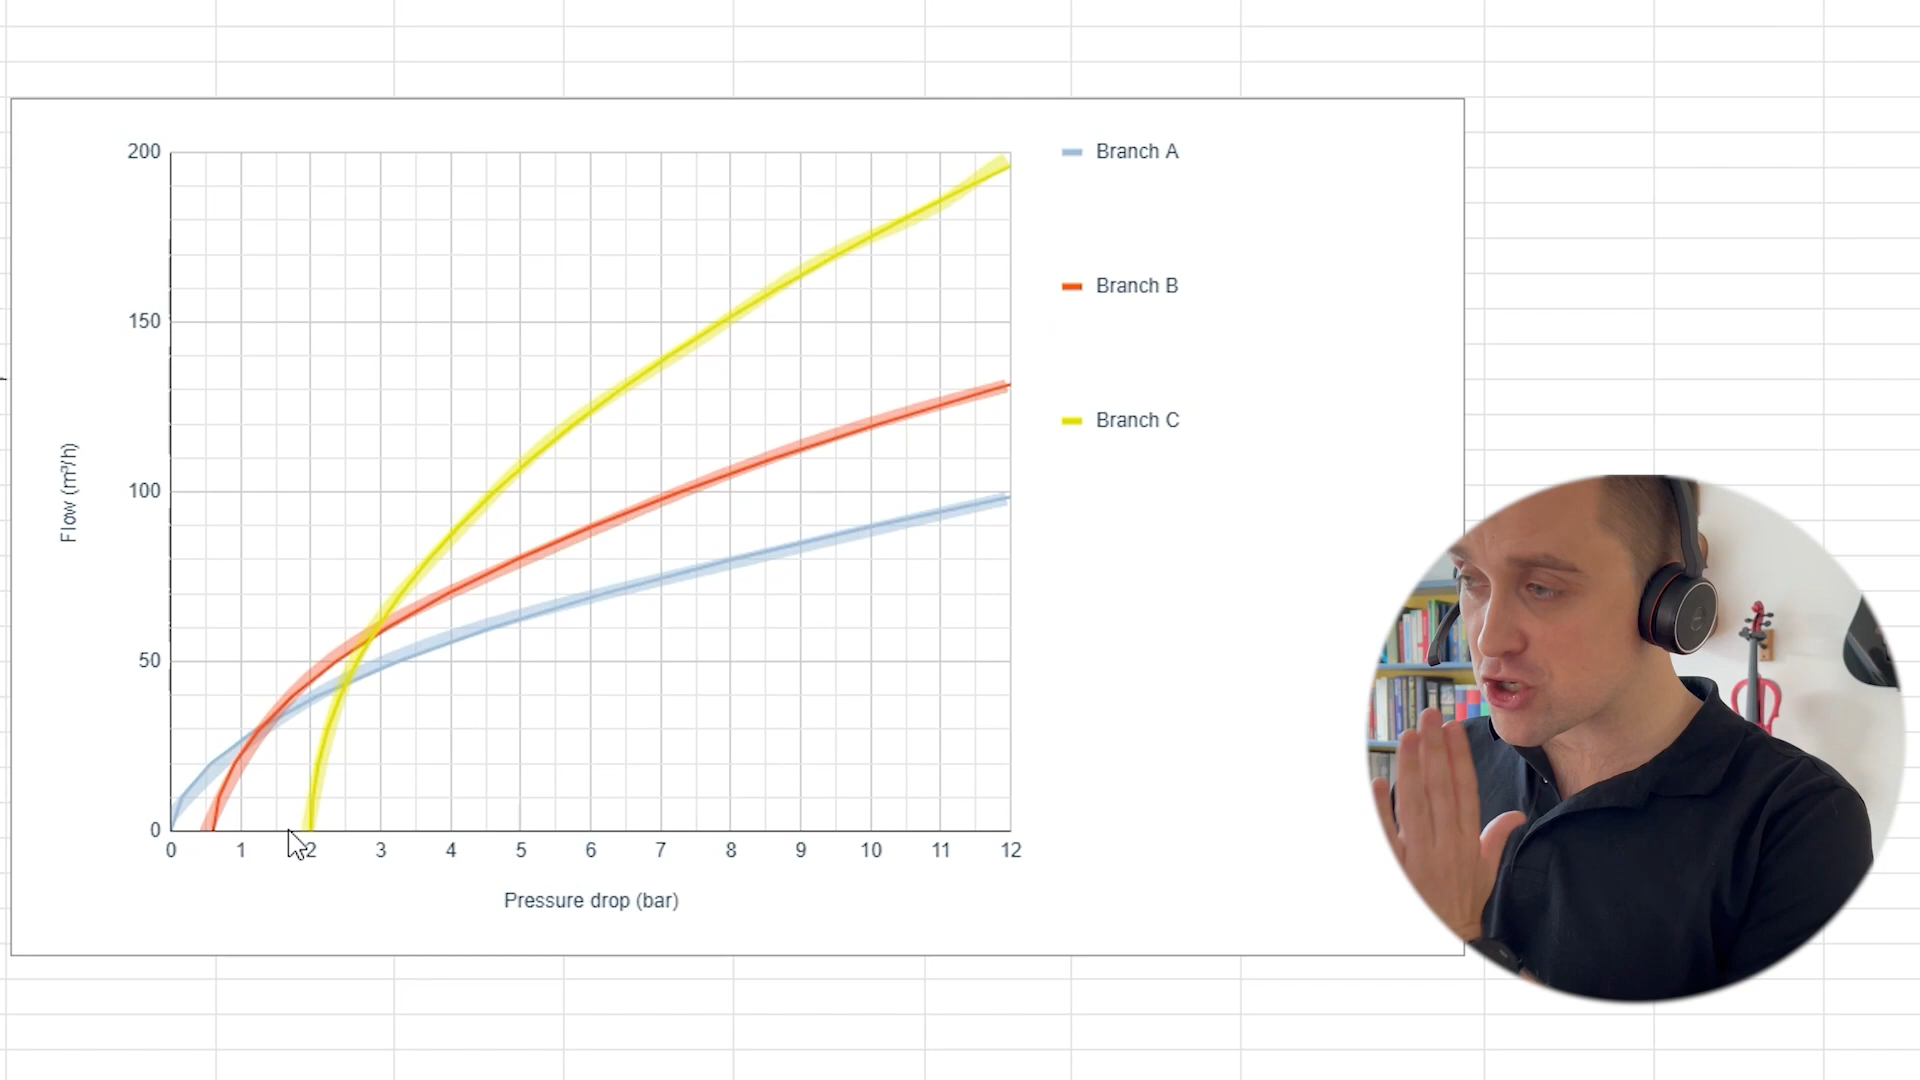 200
150
100
50
0
Flow (m³/h)
0 1 2 3 4 5 6 7 8 9 10 11 12
Pressure drop (bar)
Branch A
Branch B
Branch C